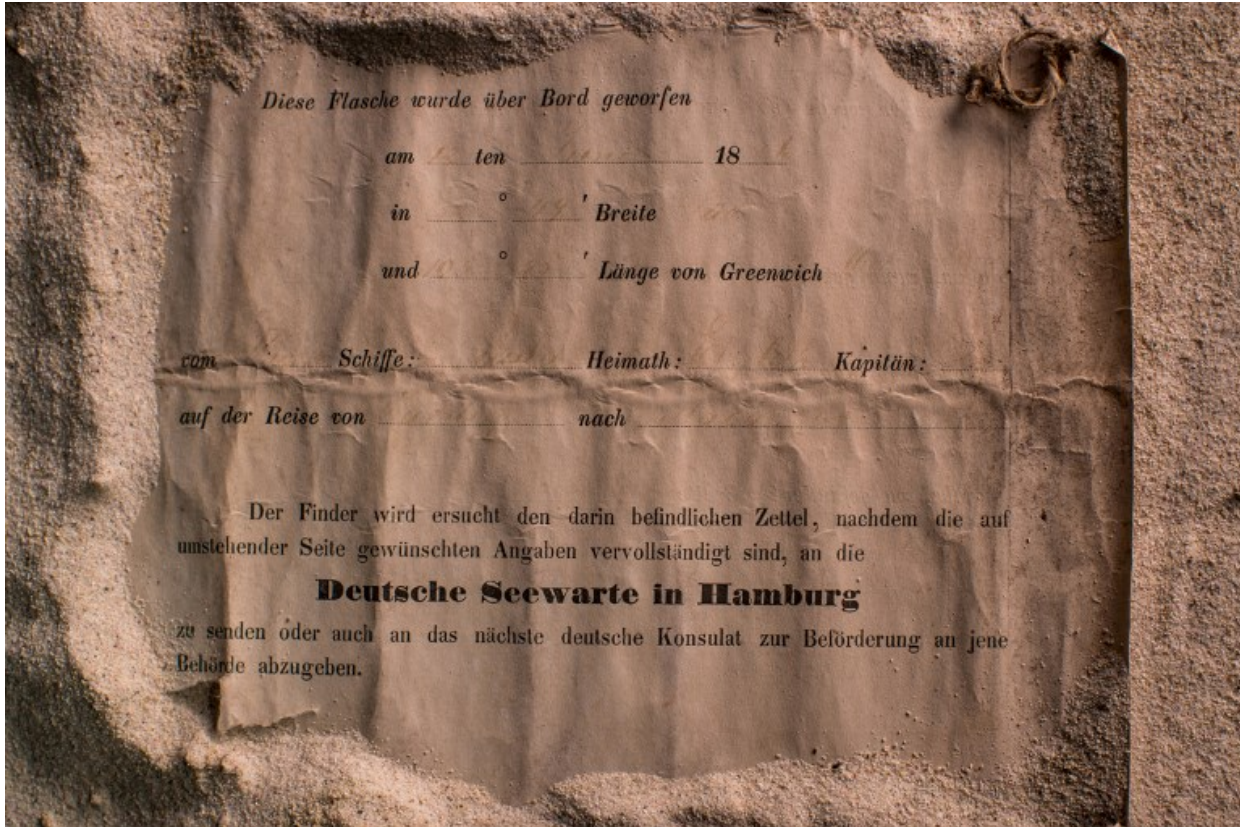 Diese Flasche wurde über Bord geworfen
am ten 18
in ° ' Breite
und ° ' Länge von Greenwich
vom Schiffe: Heimath: Kapitän:
auf der Reise von nach
Der Finder wird ersucht den darin befindlichen Zettel, nachdem die auf
umstehender Seite gewünschten Angaben vervollständigt sind, an die
Deutsche Seewarte in Hamburg
zu senden oder auch an das nächste deutsche Konsulat zur Beförderung an jene
Behörde abzugeben.